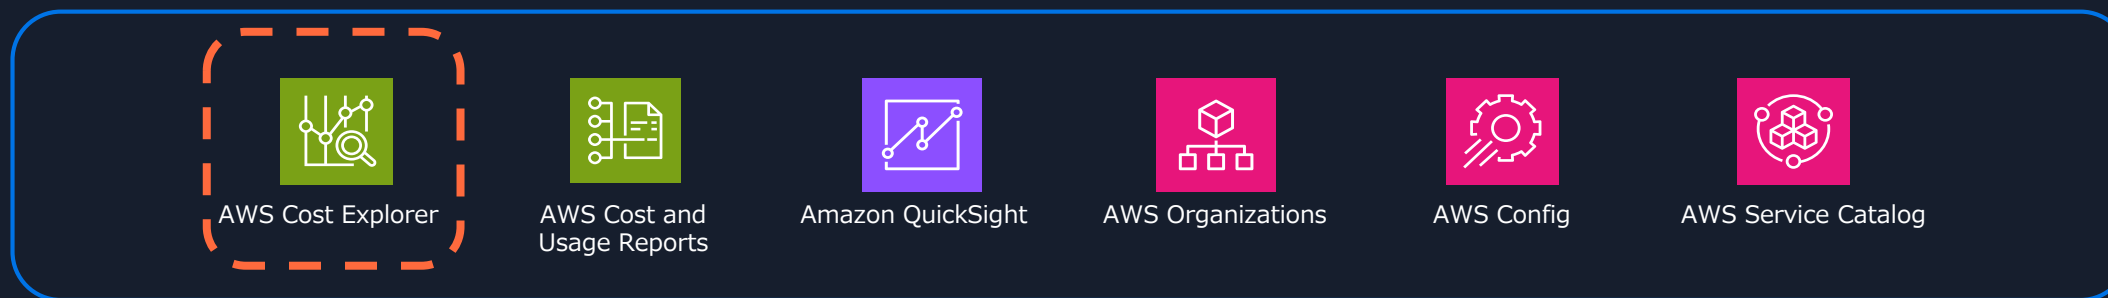 AWS Cost Explorer
AWS Cost and
Usage Reports
Amazon QuickSight
AWS Organizations
AWS Config
AWS Service Catalog